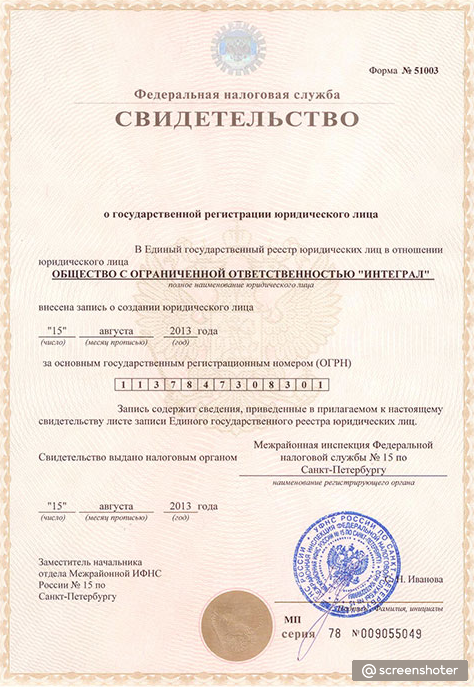 Форма № 51003
Федеральная налоговая служба
СВИДЕТЕЛЬСТВО
о государственной регистрации юридического лица
В Единый государственный реестр юридических лиц в отношении
юридического лица
ОБЩЕСТВО С ОГРАНИЧЕННОЙ ОТВЕТСТВЕННОСТЬЮ "ИНТЕГРАЛ"
полное наименование юридического лица
внесена запись о создании юридического лица
"15" августа 2013 года
(число) (месяц прописью) (год)
за основным государственным регистрационным номером (ОГРН)
1 1 3 7 8 4 7 3 0 8 3 0 1
Запись содержит сведения, приведенные в прилагаемом к настоящему
свидетельству листе записи Единого государственного реестра юридических лиц.
Свидетельство выдано налоговым органом
Межрайонная инспекция Федеральной
налоговой службы № 15 по
Санкт-Петербургу
наименование регистрирующего органа
"15" августа 2013 года
(число) (месяц прописью) (год)
Заместитель начальника
отдела Межрайонной ИФНС
России № 15 по
Санкт-Петербургу
Н. Иванова
Фамилия, инициалы
МП
серия 78 №009055049
@screenshoter